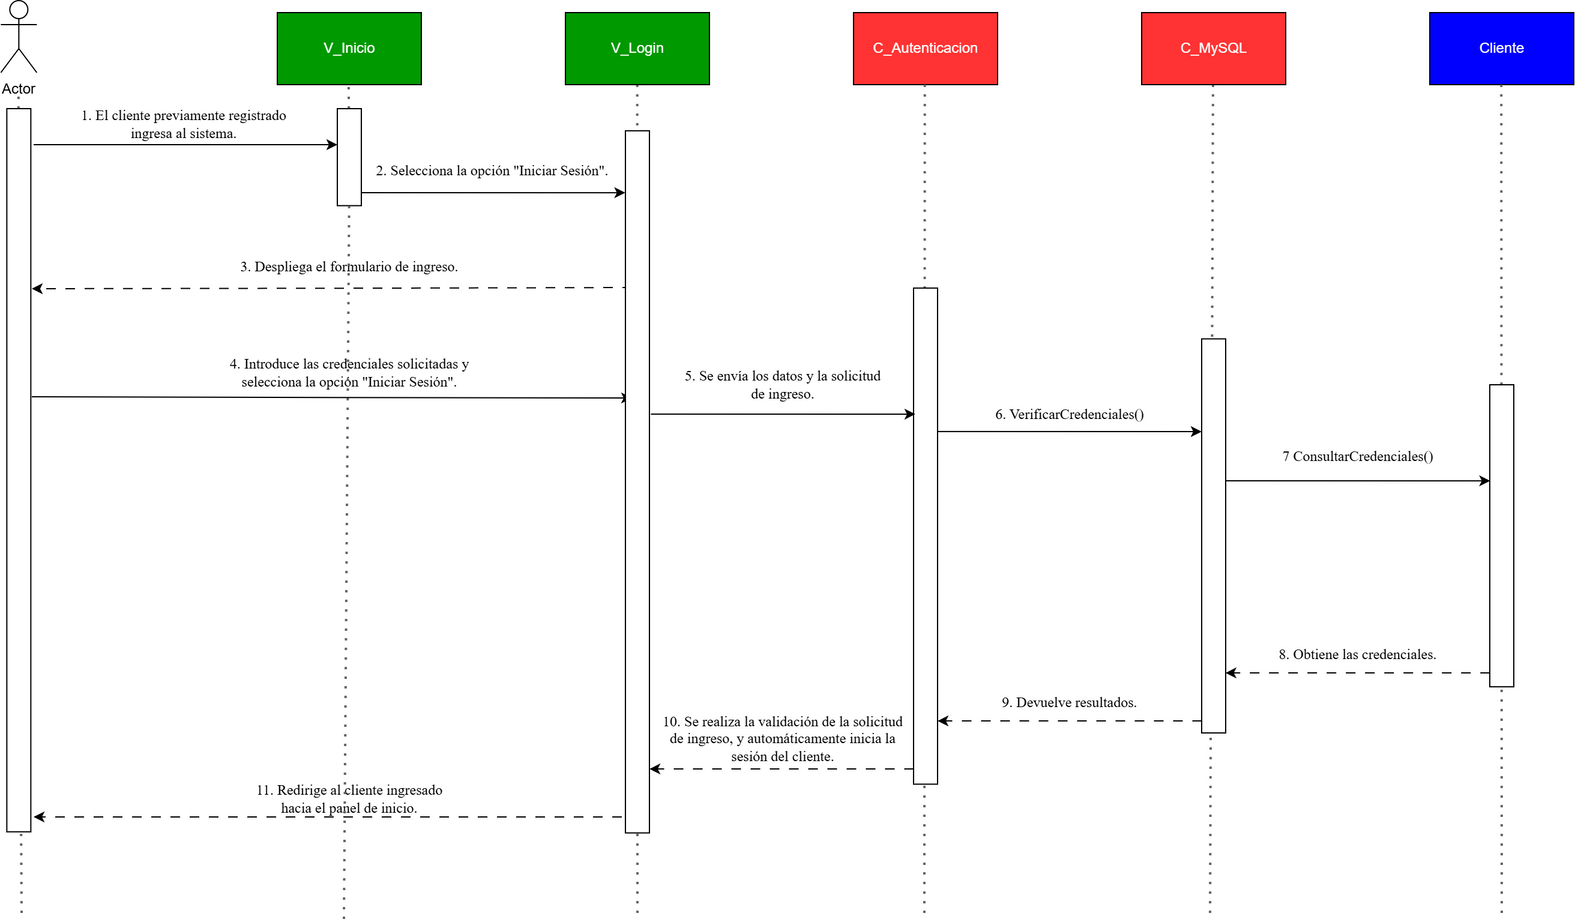 V_Inicio
V_Login
C_Autenticacion
C_MySQL
Cliente
Actor
1. El cliente previamente registrado
ingresa al sistema.
2. Selecciona la opción "Iniciar Sesión".
3. Despliega el formulario de ingreso.
4. Introduce las credenciales solicitadas y
selecciona la opción "Iniciar Sesión".
5. Se envía los datos y la solicitud
de ingreso.
6. VerificarCredenciales()
7 ConsultarCredenciales()
8. Obtiene las credenciales.
9. Devuelve resultados.
10. Se realiza la validación de la solicitud
de ingreso, y automáticamente inicia la
sesión del cliente.
11. Redirige al cliente ingresado
hacia el panel de inicio.